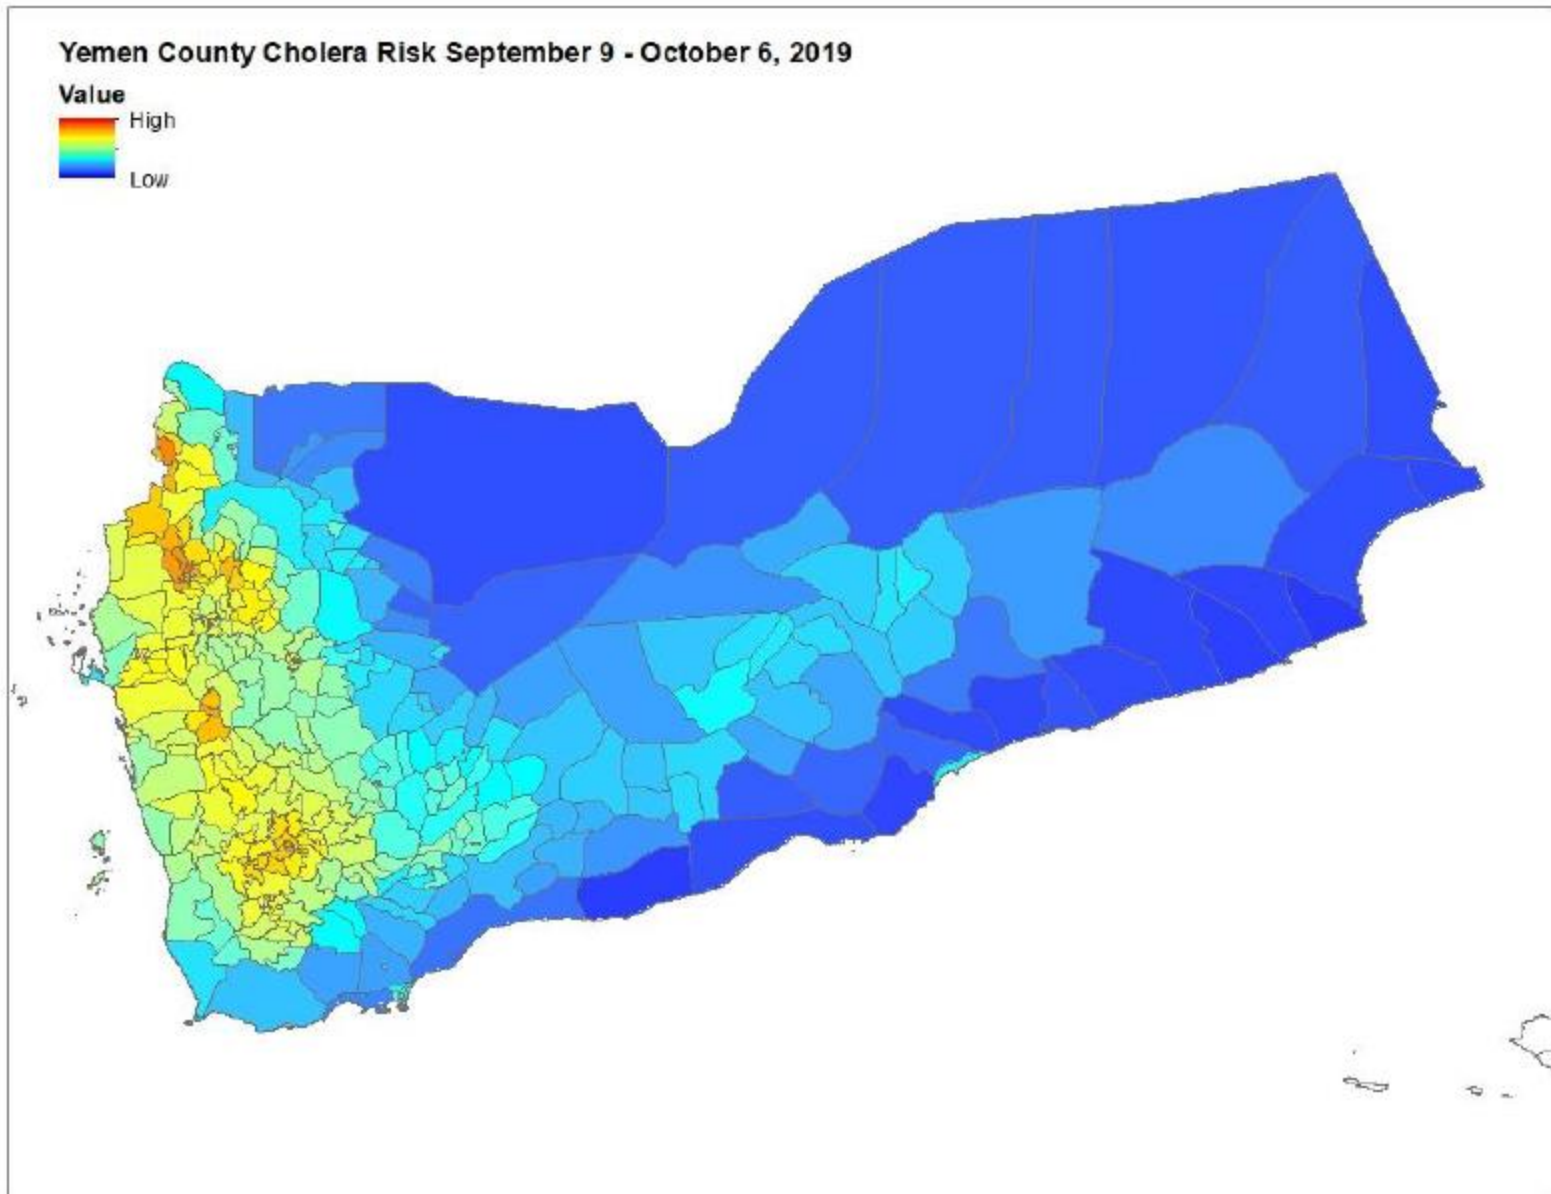 Yemen County Cholera Risk September 9 - October 6, 2019
Value
High
Low